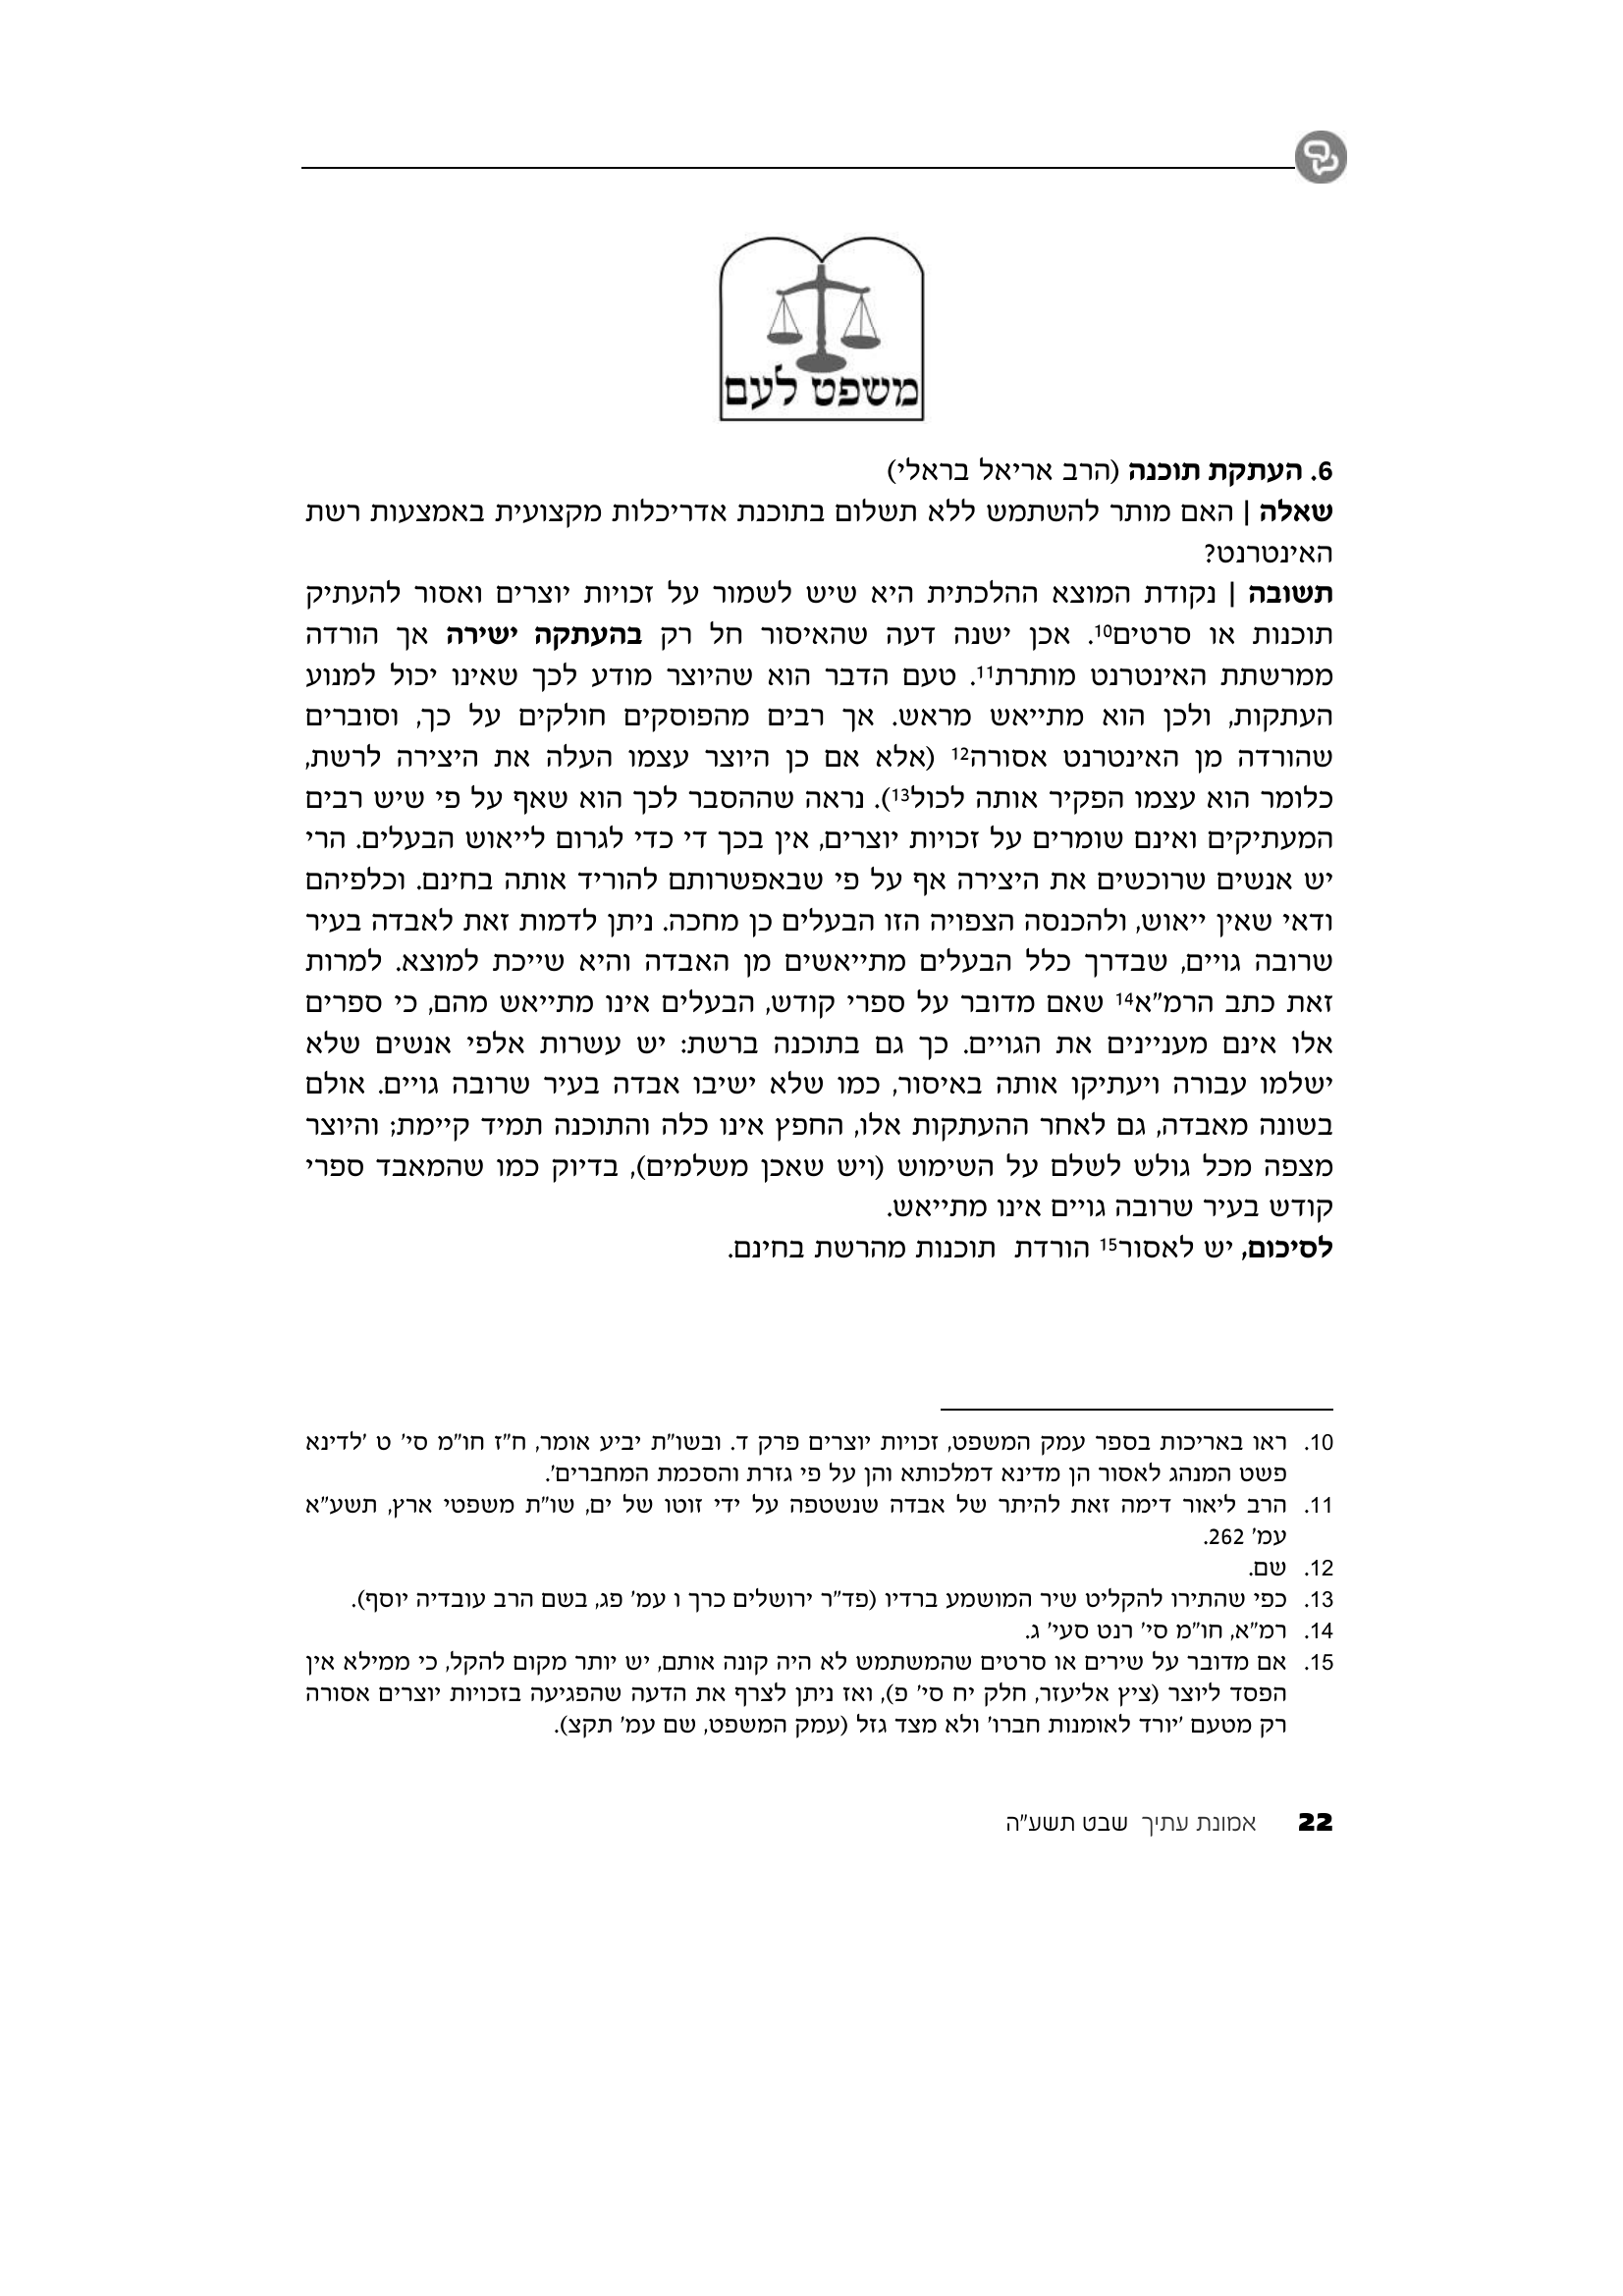 משפט לעם
6. העתקת תוכנה (הרב אריאל בראלי)
שאלה | האם מותר להשתמש ללא תשלום בתוכנת אדריכלות מקצועית באמצעות רשת
האינטרנט?
תשובה | נקודת המוצא ההלכתית היא שיש לשמור על זכויות יוצרים ואסור להעתיק
תוכנות או סרטים10. אכן ישנה דעה שהאיסור חל רק בהעתקה ישירה אך הורדה
ממרשתת האינטרנט מותרת11. טעם הדבר הוא שהיוצר מודע לכך שאינו יכול למנוע
העתקות, ולכן הוא מתייאש מראש. אך רבים מהפוסקים חולקים על כך, וסוברים
שהורדה מן האינטרנט אסורה12 (אלא אם כן היוצר עצמו העלה את היצירה לרשת,
כלומר הוא עצמו הפקיר אותה לכול13). נראה שההסבר לכך הוא שאף על פי שיש רבים
המעתיקים ואינם שומרים על זכויות יוצרים, אין בכך די כדי לגרום לייאוש הבעלים. הרי
יש אנשים שרוכשים את היצירה אף על פי שבאפשרותם להוריד אותה בחינם. וכלפיהם
ודאי שאין ייאוש, ולהכנסה הצפויה הזו הבעלים כן מחכה. ניתן לדמות זאת לאבדה בעיר
שרובה גויים, שבדרך כלל הבעלים מתייאשים מן האבדה והיא שייכת למוצא. למרות
זאת כתב הרמ"א14 שאם מדובר על ספרי קודש, הבעלים אינו מתייאש מהם, כי ספרים
אלו אינם מעניינים את הגויים. כך גם בתוכנה ברשת: יש עשרות אלפי אנשים שלא
ישלמו עבורה ויעתיקו אותה באיסור, כמו שלא ישיבו אבדה בעיר שרובה גויים. אולם
בשונה מאבדה, גם לאחר ההעתקות אלו, החפץ אינו כלה והתוכנה תמיד קיימת; והיוצר
מצפה מכל גולש לשלם על השימוש (ויש שאכן משלמים), בדיוק כמו שהמאבד ספרי
קודש בעיר שרובה גויים אינו מתייאש.
לסיכום, יש לאסור15 הורדת תוכנות מהרשת בחינם.
10. ראו באריכות בספר עמק המשפט, זכויות יוצרים פרק ד. ובשו"ת יביע אומר, ח"ז חו"מ סי' ט 'לדינא
פשט המנהג לאסור הן מדינא דמלכותא והן על פי גזרת והסכמת המחברים'.
11. הרב ליאור דימה זאת להיתר של אבדה שנשטפה על ידי זוטו של ים, שו"ת משפטי ארץ, תשע"א
עמ' 262.
12. שם.
13. כפי שהתירו להקליט שיר המושמע ברדיו (פד"ר ירושלים כרך ו עמ' פג, בשם הרב עובדיה יוסף).
14. רמ"א, חו"מ סי' רנט סעי' ג.
15. אם מדובר על שירים או סרטים שהמשתמש לא היה קונה אותם, יש יותר מקום להקל, כי ממילא אין
הפסד ליוצר (ציץ אליעזר, חלק יח סי' פ), ואז ניתן לצרף את הדעה שהפגיעה בזכויות יוצרים אסורה
רק מטעם 'יורד לאומנות חברו' ולא מצד גזל (עמק המשפט, שם עמ' תקצ).
22 אמונת עתיך שבט תשע"ה